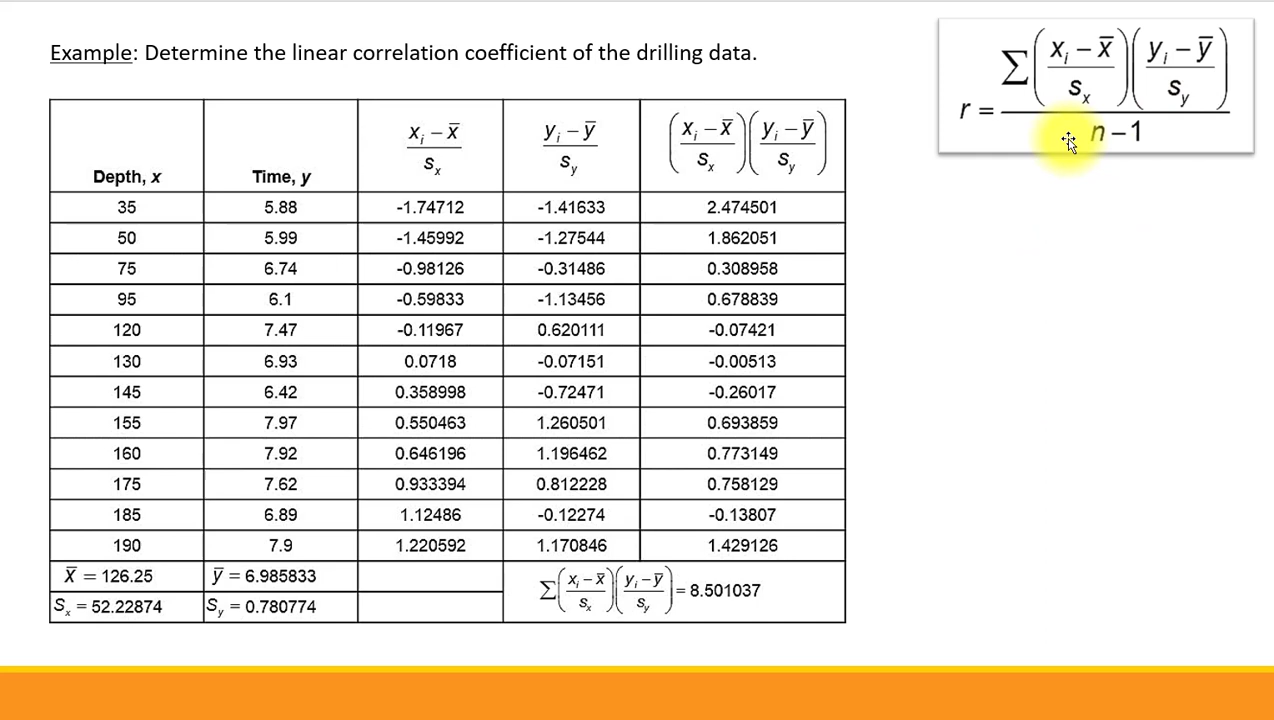 Example: Determine the linear correlation coefficient of the drilling data.
r = ∑((xᵢ − x̄)/sₓ)((yᵢ − ȳ)/s_y) / (n − 1)
Depth, x | Time, y | (xᵢ − x̄)/sₓ | (yᵢ − ȳ)/s_y | ((xᵢ − x̄)/sₓ)((yᵢ − ȳ)/s_y)
35 | 5.88 | -1.74712 | -1.41633 | 2.474501
50 | 5.99 | -1.45992 | -1.27544 | 1.862051
75 | 6.74 | -0.98126 | -0.31486 | 0.308958
95 | 6.1 | -0.59833 | -1.13456 | 0.678839
120 | 7.47 | -0.11967 | 0.620111 | -0.07421
130 | 6.93 | 0.0718 | -0.07151 | -0.00513
145 | 6.42 | 0.358998 | -0.72471 | -0.26017
155 | 7.97 | 0.550463 | 1.260501 | 0.693859
160 | 7.92 | 0.646196 | 1.196462 | 0.773149
175 | 7.62 | 0.933394 | 0.812228 | 0.758129
185 | 6.89 | 1.12486 | -0.12274 | -0.13807
190 | 7.9 | 1.220592 | 1.170846 | 1.429126
x̄ = 126.25 | ȳ = 6.985833 | ∑((xᵢ − x̄)/sₓ)((yᵢ − ȳ)/s_y) = 8.501037
Sₓ = 52.22874 | S_y = 0.780774